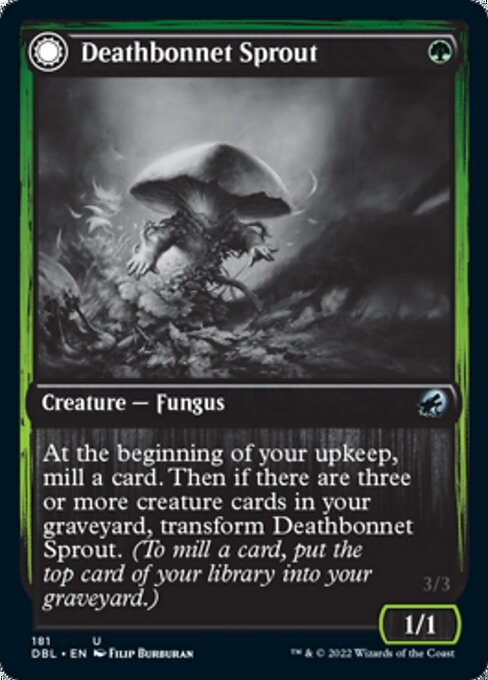 Deathbonnet Sprout
Creature — Fungus
At the beginning of your upkeep,
mill a card. Then if there are three
or more creature cards in your
graveyard, transform Deathbonnet
Sprout. (To mill a card, put the
top card of your library into your
graveyard.)
3/3
1/1
181 U
DBL • EN Filip Burburan
™ & © 2022 Wizards of the Coast